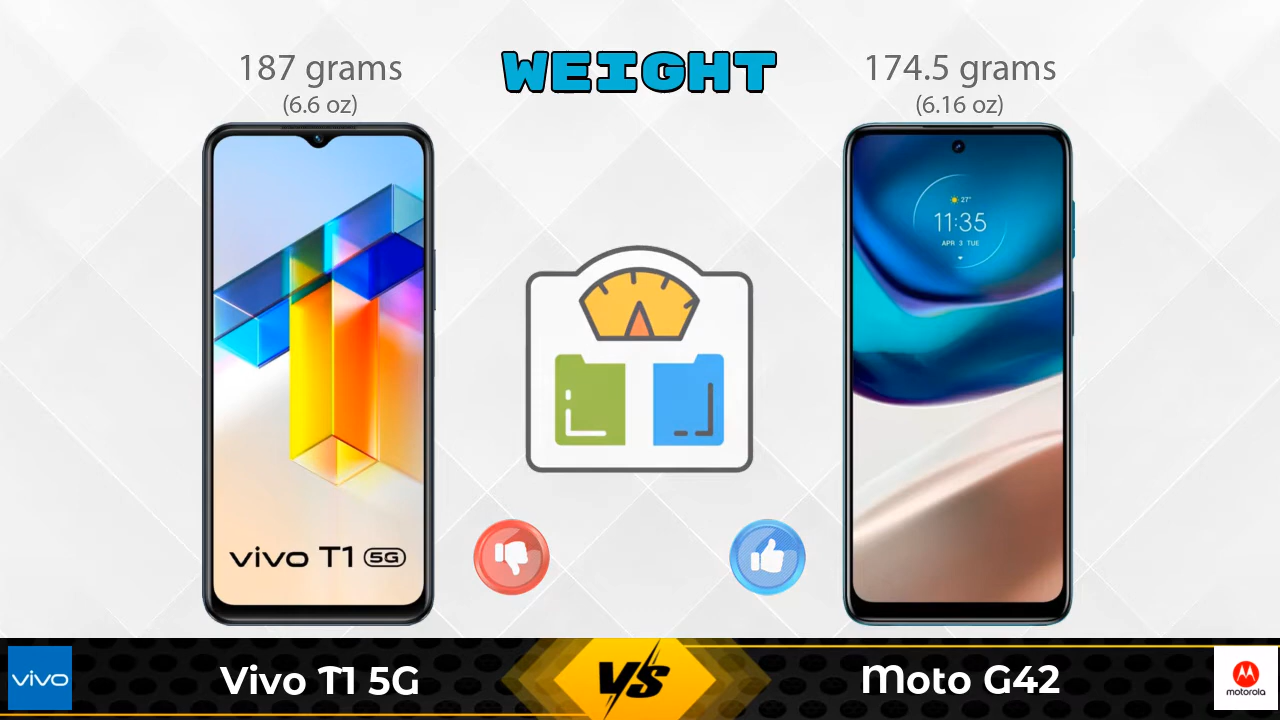 WEIGHT
187 grams
(6.6 oz)
174.5 grams
(6.16 oz)
27°
11:35
APR 3 TUE
vivo T1 5G
vivo
Vivo T1 5G
VS
Moto G42
motorola